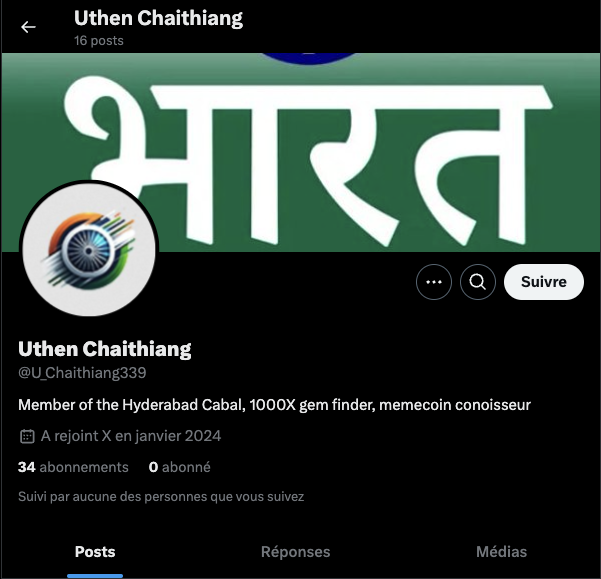 Uthen Chaithiang
16 posts
भारत
Suivre
Uthen Chaithiang
@U_Chaithiang339
Member of the Hyderabad Cabal, 1000X gem finder, memecoin conoisseur
A rejoint X en janvier 2024
34 abonnements 0 abonné
Suivi par aucune des personnes que vous suivez
Posts Réponses Médias